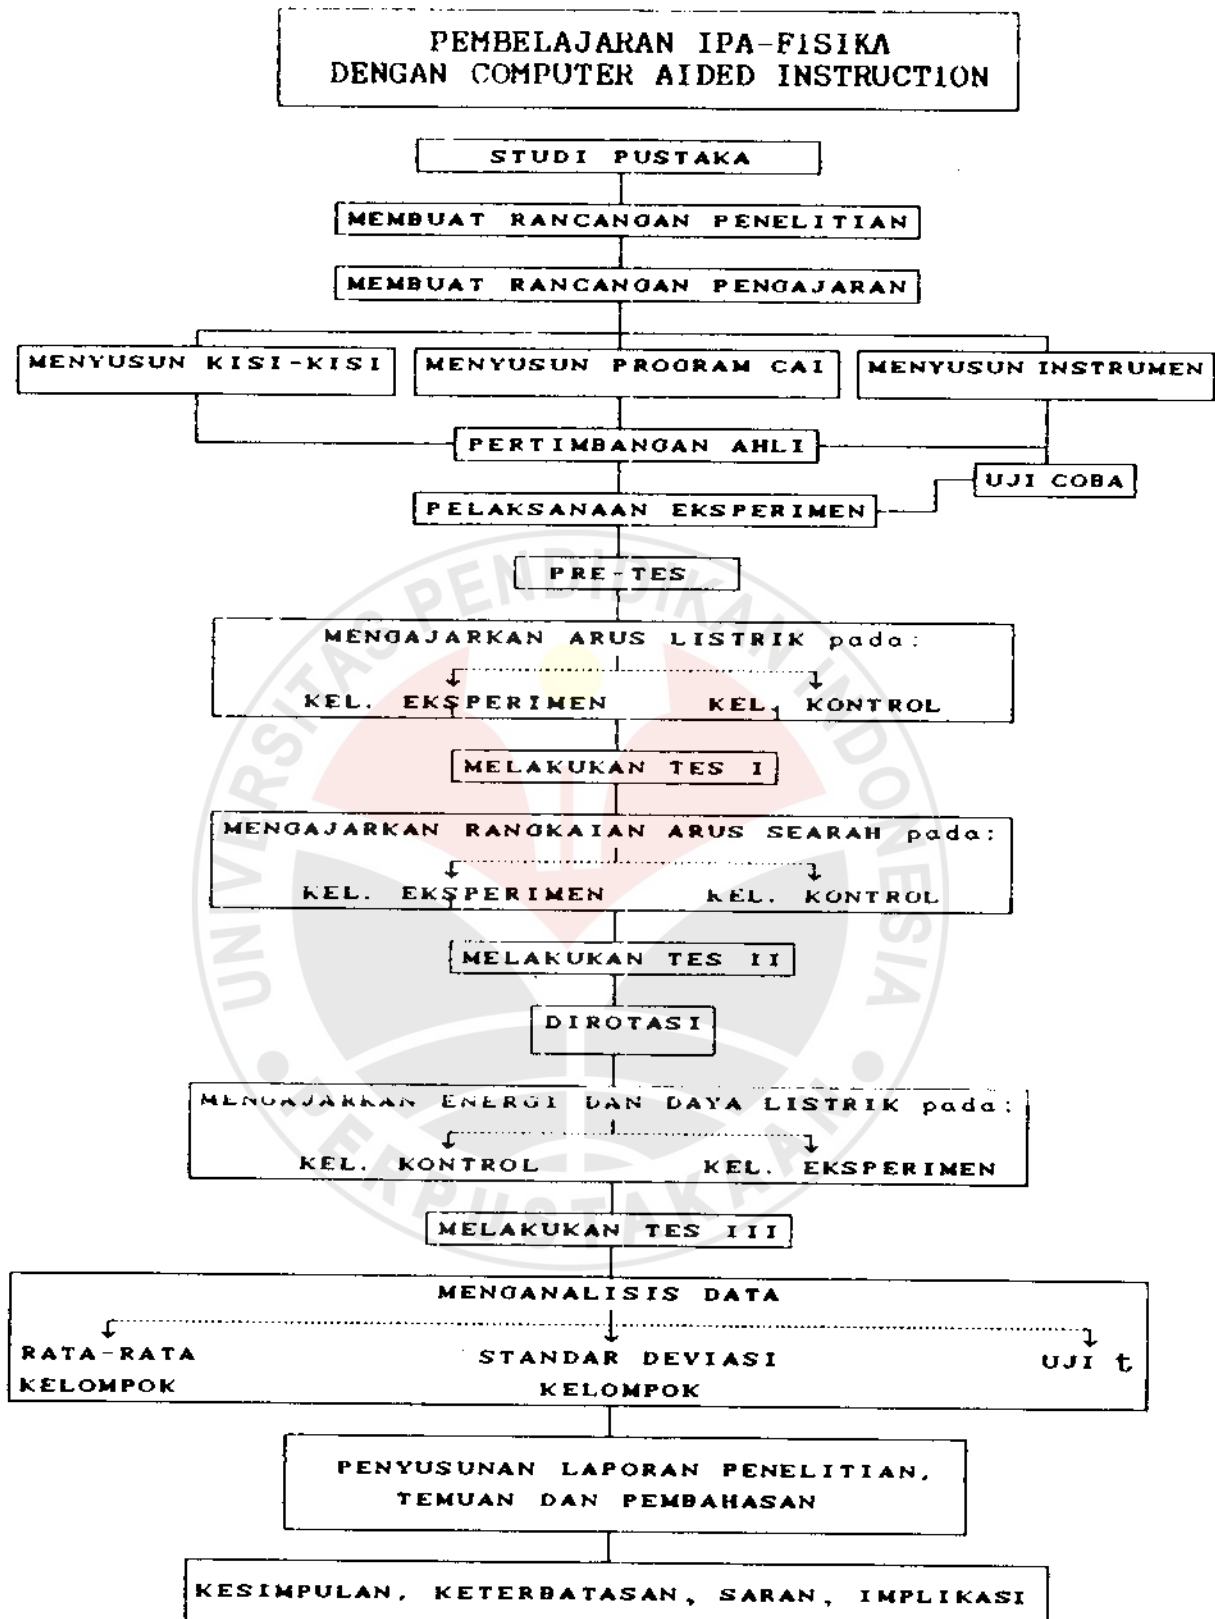 PEMBELAJARAN IPA-FISIKA
DENGAN COMPUTER AIDED INSTRUCTION
STUDI PUSTAKA
MEMBUAT RANCANGAN PENELITIAN
MEMBUAT RANCANGAN PENGAJARAN
MENYUSUN KISI-KISI
MENYUSUN PROGRAM CAI
MENYUSUN INSTRUMEN
PERTIMBANGAN AHLI
UJI COBA
PELAKSANAAN EKSPERIMEN
PRE-TES
MENGAJARKAN ARUS LISTRIK pada:
KEL. EKSPERIMEN KEL. KONTROL
MELAKUKAN TES I
MENGAJARKAN RANGKAIAN ARUS SEARAH pada:
KEL. EKSPERIMEN KEL. KONTROL
MELAKUKAN TES II
DIROTASI
MENGAJARKAN ENERGI DAN DAYA LISTRIK pada:
KEL. KONTROL KEL. EKSPERIMEN
MELAKUKAN TES III
MENGANALISIS DATA
RATA-RATA
KELOMPOK
STANDAR DEVIASI
KELOMPOK
UJI t
PENYUSUNAN LAPORAN PENELITIAN,
TEMUAN DAN PEMBAHASAN
KESIMPULAN, KETERBATASAN, SARAN, IMPLIKASI
UNIVERSITAS PENDIDIKAN INDONESIA
PERPUSTAKAAN